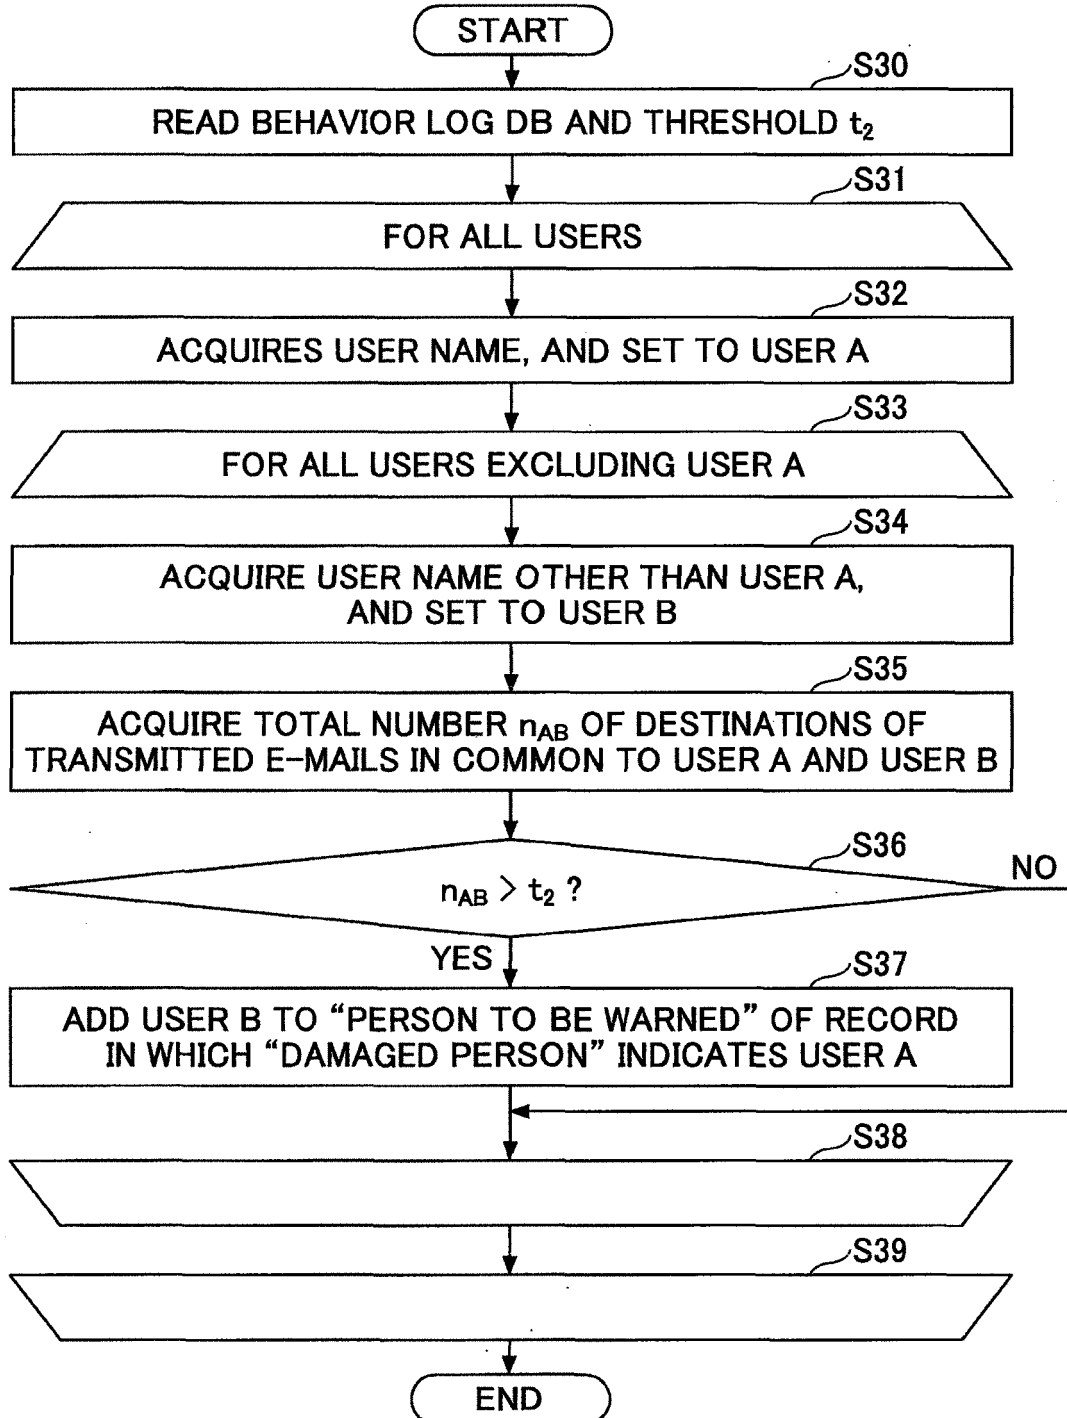 START
S30
READ BEHAVIOR LOG DB AND THRESHOLD t₂
S31
FOR ALL USERS
S32
ACQUIRES USER NAME, AND SET TO USER A
S33
FOR ALL USERS EXCLUDING USER A
S34
ACQUIRE USER NAME OTHER THAN USER A,
AND SET TO USER B
S35
ACQUIRE TOTAL NUMBER nAB OF DESTINATIONS OF
TRANSMITTED E-MAILS IN COMMON TO USER A AND USER B
S36
NO
nAB > t₂ ?
YES
S37
ADD USER B TO “PERSON TO BE WARNED” OF RECORD
IN WHICH “DAMAGED PERSON” INDICATES USER A
S38
S39
END